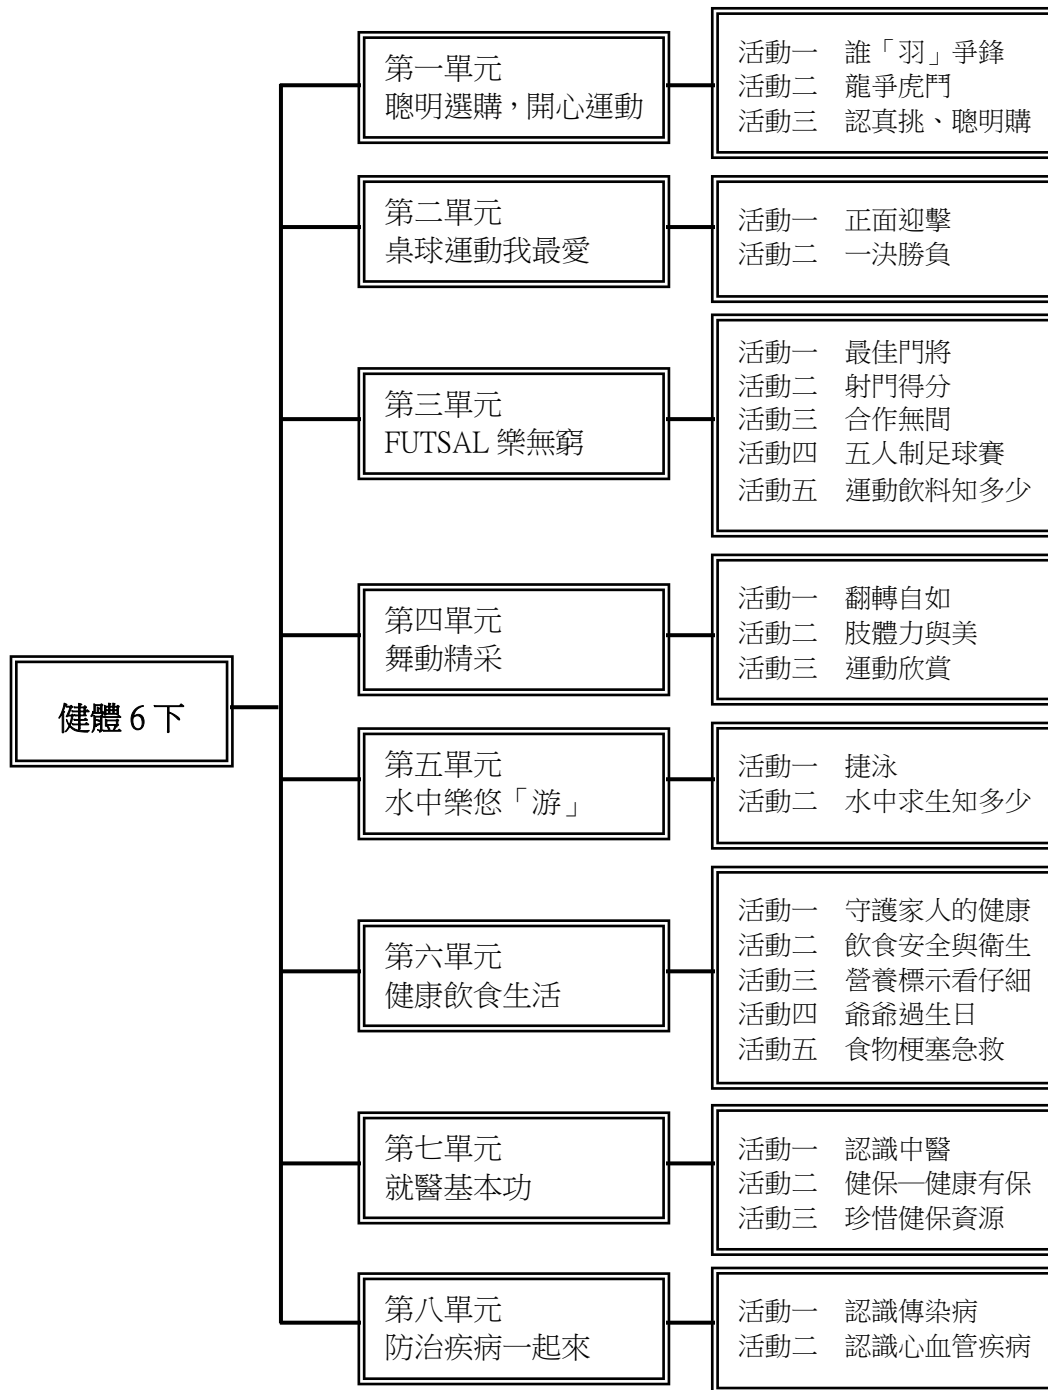 健體 6 下
第一單元
聰明選購，開心運動
活動一　誰「羽」爭鋒
活動二　龍爭虎鬥
活動三　認真挑、聰明購
第二單元
桌球運動我最愛
活動一　正面迎擊
活動二　一決勝負
第三單元
FUTSAL 樂無窮
活動一　最佳門將
活動二　射門得分
活動三　合作無間
活動四　五人制足球賽
活動五　運動飲料知多少
第四單元
舞動精采
活動一　翻轉自如
活動二　肢體力與美
活動三　運動欣賞
第五單元
水中樂悠「游」
活動一　捷泳
活動二　水中求生知多少
第六單元
健康飲食生活
活動一　守護家人的健康
活動二　飲食安全與衛生
活動三　營養標示看仔細
活動四　爺爺過生日
活動五　食物梗塞急救
第七單元
就醫基本功
活動一　認識中醫
活動二　健保─健康有保
活動三　珍惜健保資源
第八單元
防治疾病一起來
活動一　認識傳染病
活動二　認識心血管疾病